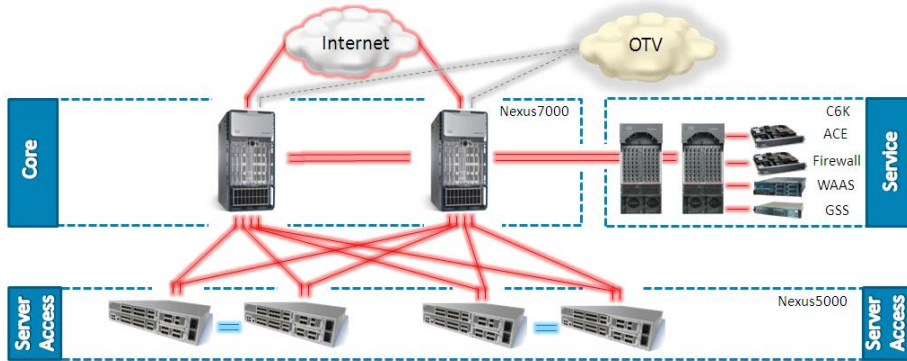 Internet
OTV
Core
Nexus7000
C6K
ACE
Firewall
WAAS
GSS
Service
Server
Access
Nexus5000
Server
Access